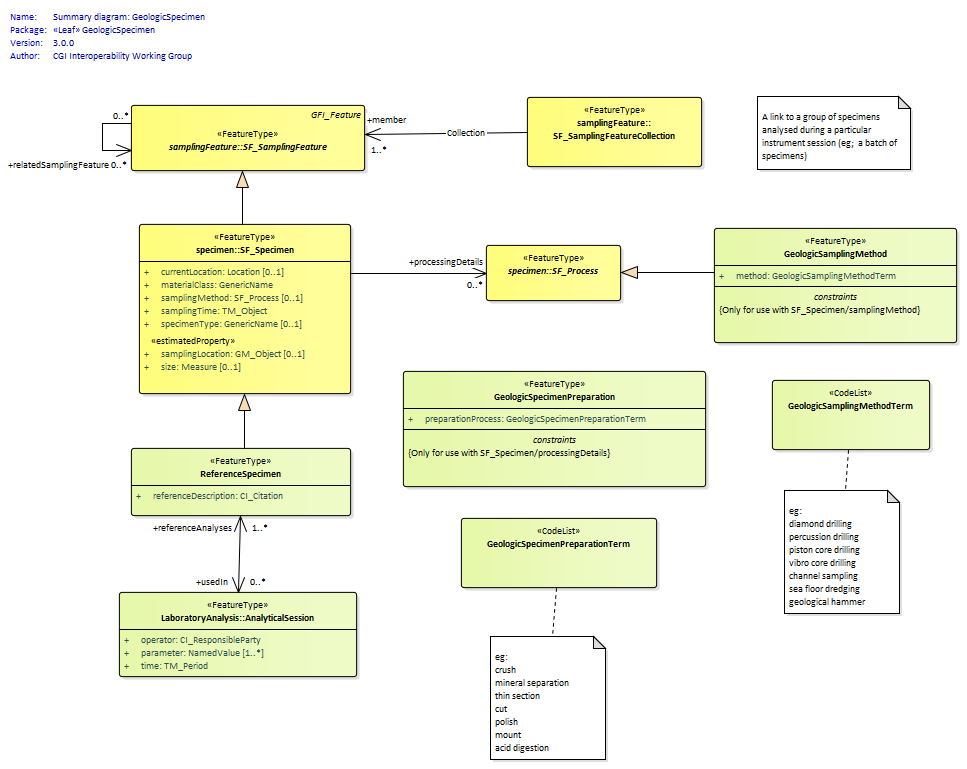 Name: Summary diagram: GeologicSpecimen
Package: «Leaf» GeologicSpecimen
Version: 3.0.0
Author: CGI Interoperability Working Group
0..*
+relatedSamplingFeature 0..*
GFI_Feature
«FeatureType»
samplingFeature::SF_SamplingFeature
+member
1..*
Collection
«FeatureType»
samplingFeature::
SF_SamplingFeatureCollection
A link to a group of specimens
analysed during a particular
instrument session (eg; a batch of
specimens)
«FeatureType»
specimen::SF_Specimen
+ currentLocation: Location [0..1]
+ materialClass: GenericName
+ samplingMethod: SF_Process [0..1]
+ samplingTime: TM_Object
+ specimenType: GenericName [0..1]
«estimatedProperty»
+ samplingLocation: GM_Object [0..1]
+ size: Measure [0..1]
+processingDetails
0..*
«FeatureType»
specimen::SF_Process
«FeatureType»
GeologicSamplingMethod
+ method: GeologicSamplingMethodTerm
constraints
{Only for use with SF_Specimen/samplingMethod}
«FeatureType»
GeologicSpecimenPreparation
+ preparationProcess: GeologicSpecimenPreparationTerm
constraints
{Only for use with SF_Specimen/processingDetails}
«CodeList»
GeologicSamplingMethodTerm
«FeatureType»
ReferenceSpecimen
+ referenceDescription: CI_Citation
+referenceAnalyses
1..*
+usedIn
0..*
«CodeList»
GeologicSpecimenPreparationTerm
eg:
diamond drilling
percussion drilling
piston core drilling
vibro core drilling
channel sampling
sea floor dredging
geological hammer
«FeatureType»
LaboratoryAnalysis::AnalyticalSession
+ operator: CI_ResponsibleParty
+ parameter: NamedValue [1..*]
+ time: TM_Period
eg:
crush
mineral separation
thin section
cut
polish
mount
acid digestion